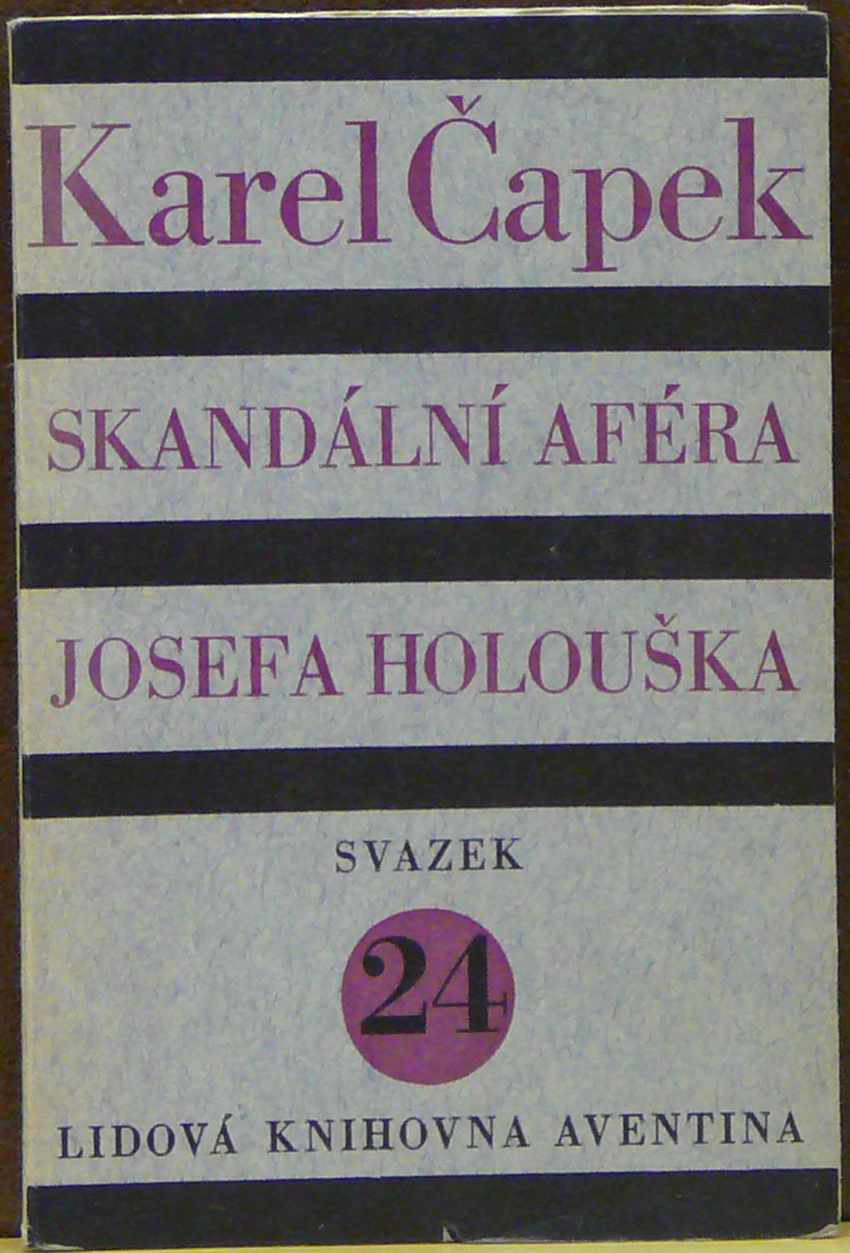 Karel Čapek
SKANDÁLNÍ AFÉRA
JOSEFA HOLOUŠKA
SVAZEK
24
LIDOVÁ KNIHOVNA AVENTINA